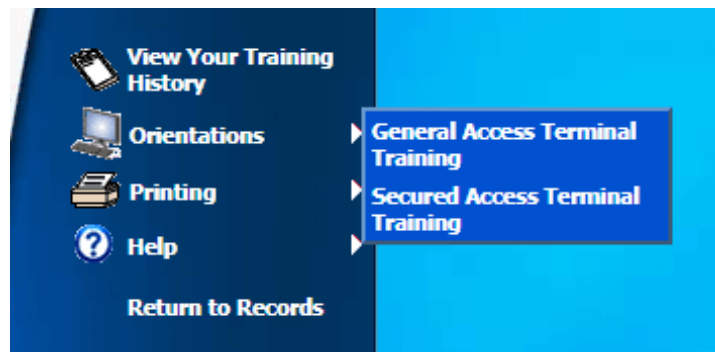 View Your Training
History
Orientations
General Access Terminal
Training
Printing
Secured Access Terminal
Training
Help
Return to Records